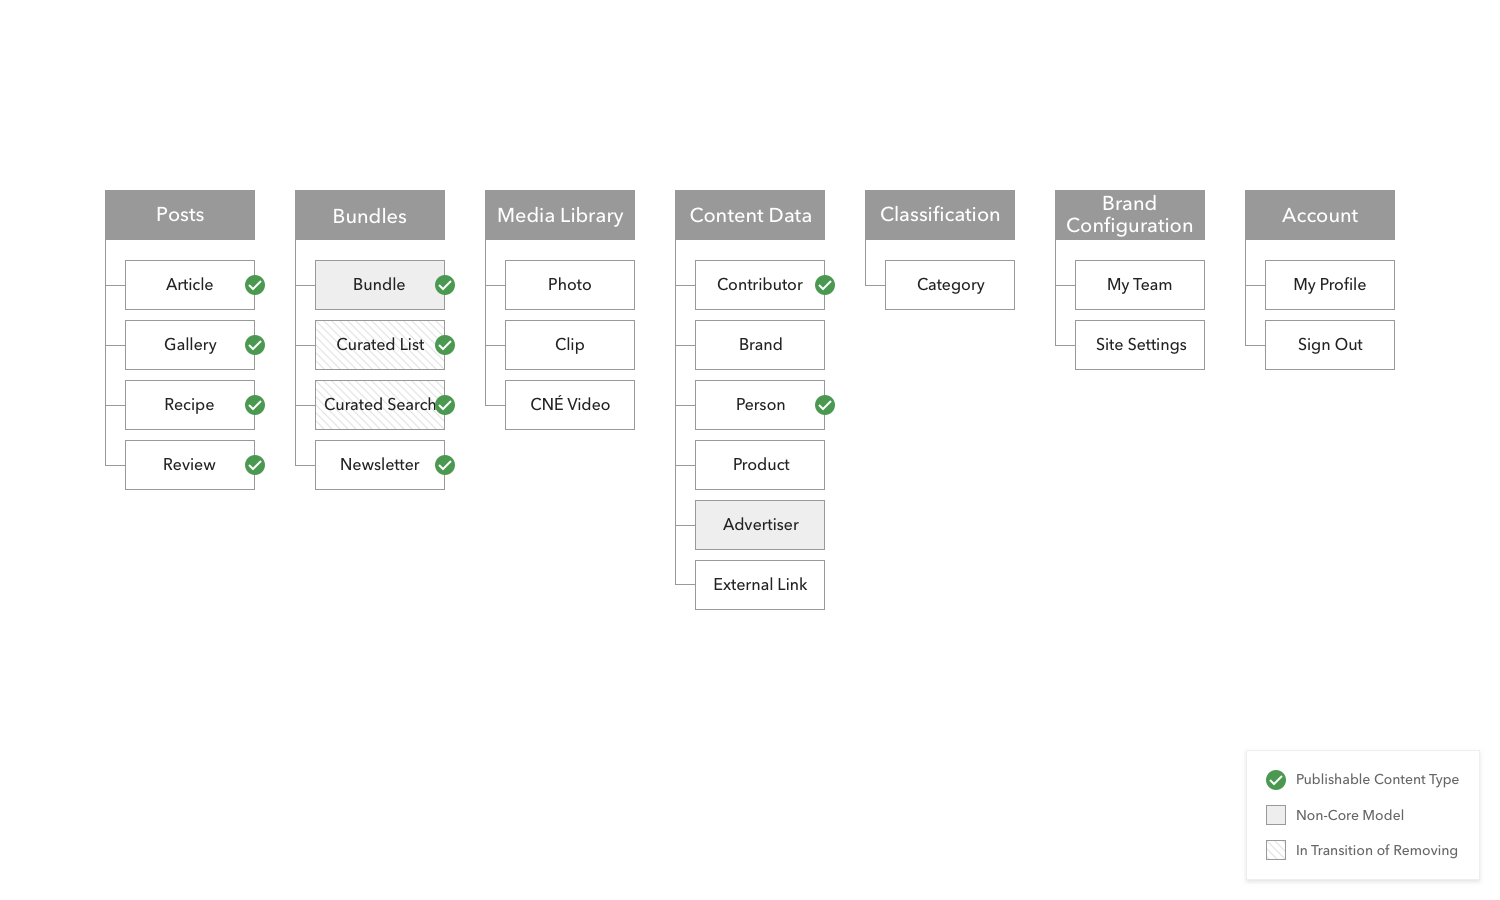 Posts
Article
Gallery
Recipe
Review
Bundles
Bundle
Curated List
Curated Search
Newsletter
Media Library
Photo
Clip
CNÉ Video
Content Data
Contributor
Brand
Person
Product
Advertiser
External Link
Classification
Category
Brand
Configuration
My Team
Site Settings
Account
My Profile
Sign Out
Publishable Content Type
Non-Core Model
In Transition of Removing